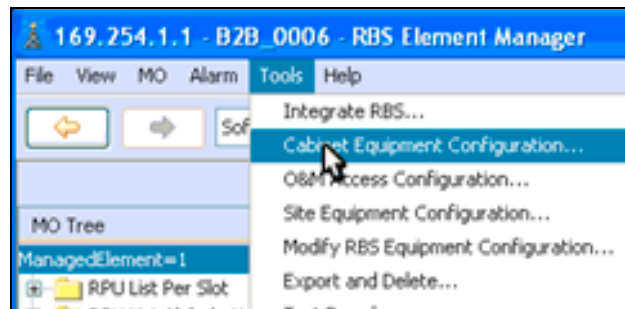 169.254.1.1 - B2B_0006 - RBS Element Manager
File View MO Alarm Tools Help
Integrate RBS...
Sof
Cabinet Equipment Configuration...
O&M Access Configuration...
Site Equipment Configuration...
MO Tree
Modify RBS Equipment Configuration...
ManagedElement=1
Export and Delete...
RPU List Per Slot